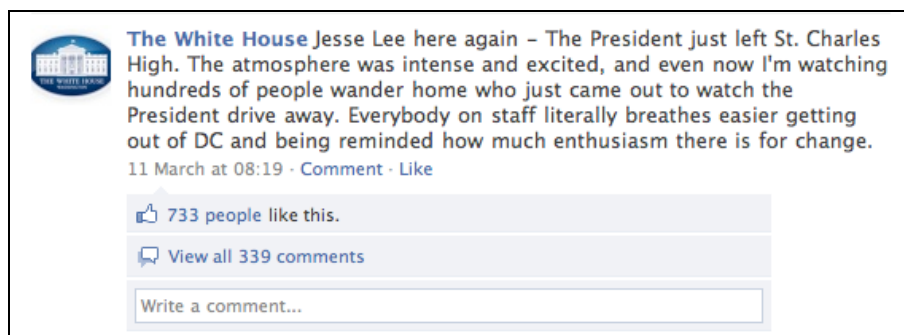 The White House Jesse Lee here again – The President just left St. Charles
High. The atmosphere was intense and excited, and even now I'm watching
hundreds of people wander home who just came out to watch the
President drive away. Everybody on staff literally breathes easier getting
out of DC and being reminded how much enthusiasm there is for change.
11 March at 08:19 · Comment · Like
733 people like this.
View all 339 comments
Write a comment...
THE WHITE HOUSE
WASHINGTON